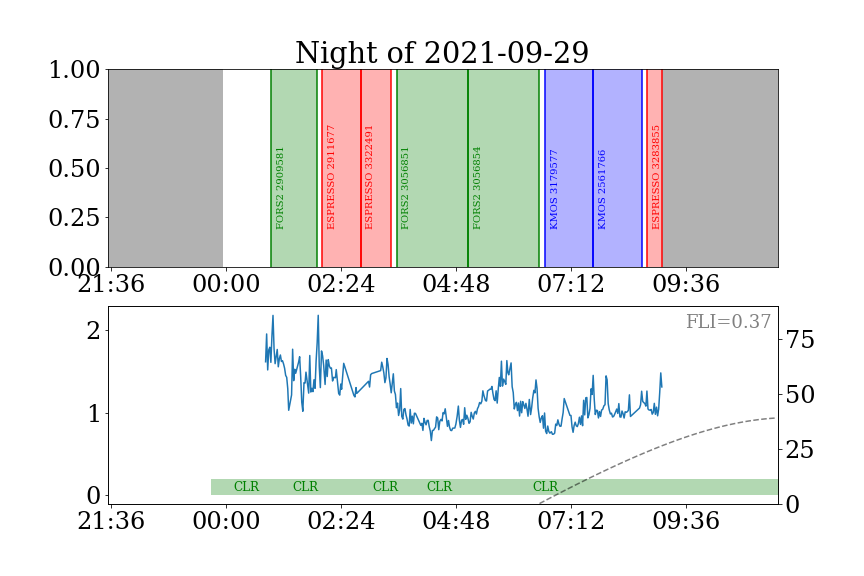 Night of 2021-09-29
1.00
0.75
0.50
0.25
0.00
FORS2 2909581
ESPRESSO 2911677
ESPRESSO 3322491
FORS2 3056851
FORS2 3056854
KMOS 3179577
KMOS 2561766
ESPRESSO 3283855
21:36 00:00 02:24 04:48 07:12 09:36
FLI=0.37
2
1
0
75
50
25
0
CLR CLR CLR CLR CLR
21:36 00:00 02:24 04:48 07:12 09:36